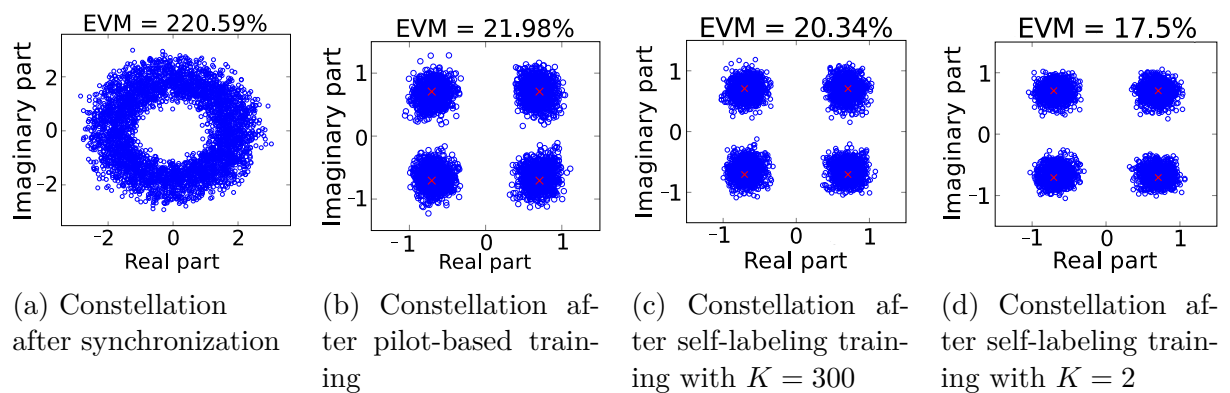 EVM = 220.59%
Imaginary part
2
0
−2
−2 0 2
Real part
(a) Constellation
after synchronization
EVM = 21.98%
Imaginary part
1
0
−1
−1 0 1
Real part
(b) Constellation af-
ter pilot-based train-
ing
EVM = 20.34%
Imaginary part
1
0
−1
−1 0 1
Real part
(c) Constellation af-
ter self-labeling train-
ing with K = 300
EVM = 17.5%
Imaginary part
1
0
−1
−1 0 1
Real part
(d) Constellation af-
ter self-labeling train-
ing with K = 2